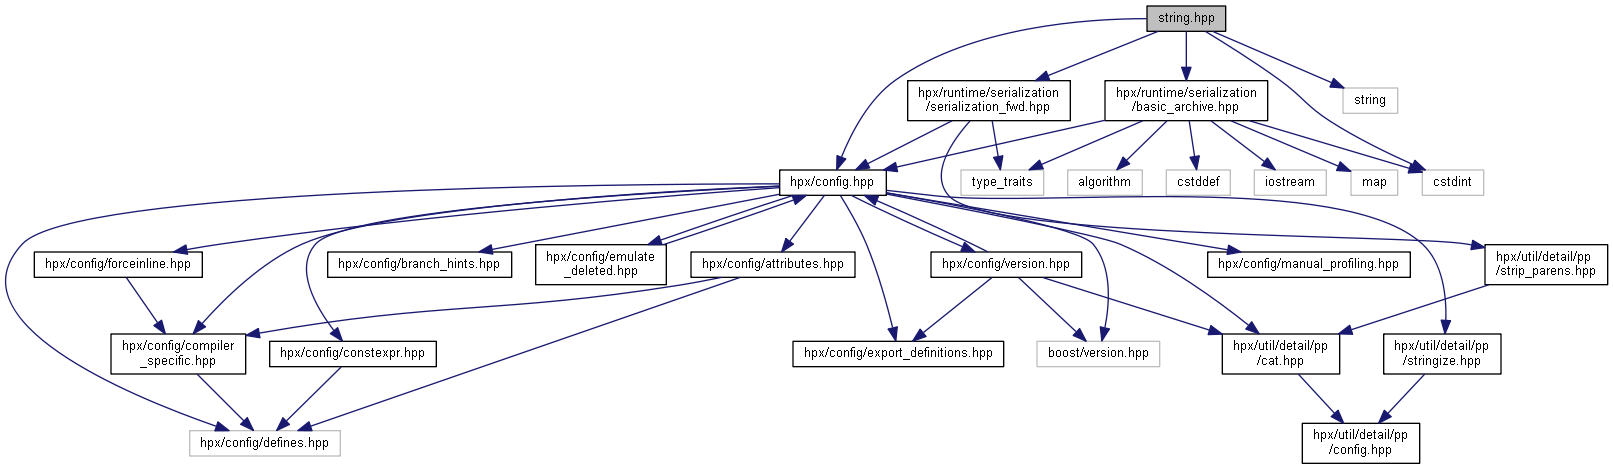 string.hpp
hpx/runtime/serialization
/serialization_fwd.hpp
hpx/runtime/serialization
/basic_archive.hpp
string
hpx/config.hpp
type_traits
algorithm
cstddef
iostream
map
cstdint
hpx/config/forceinline.hpp
hpx/config/branch_hints.hpp
hpx/config/emulate
_deleted.hpp
hpx/config/attributes.hpp
hpx/config/version.hpp
hpx/config/manual_profiling.hpp
hpx/util/detail/pp
/strip_parens.hpp
hpx/config/compiler
_specific.hpp
hpx/config/constexpr.hpp
hpx/config/export_definitions.hpp
boost/version.hpp
hpx/util/detail/pp
/cat.hpp
hpx/util/detail/pp
/stringize.hpp
hpx/config/defines.hpp
hpx/util/detail/pp
/config.hpp